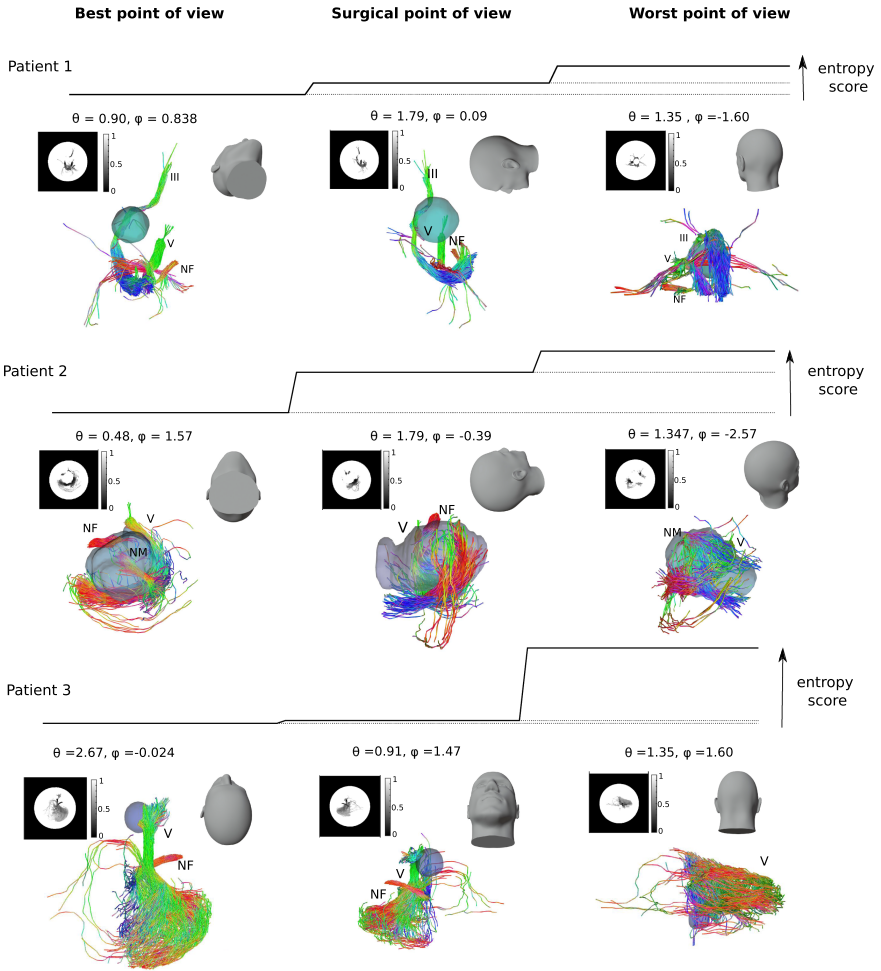 Best point of view
Surgical point of view
Worst point of view
Patient 1
entropy
score
θ = 0.90, φ = 0.838
θ = 1.79, φ = 0.09
θ = 1.35 , φ =-1.60
1
0.5
0
1
0.5
0
1
0.5
0
III
V
NF
III
V
NF
III
V
NF
Patient 2
entropy
score
θ = 0.48, φ = 1.57
θ = 1.79, φ = -0.39
θ = 1.347, φ = -2.57
1
0.5
0
1
0.5
0
1
0.5
0
NF
V
NM
V
NF
NM
V
Patient 3
entropy
score
θ =2.67, φ =-0.024
θ =0.91, φ =1.47
θ =1.35, φ =1.60
1
0.5
0
1
0.5
0
1
0.5
0
V
NF
V
NF
V